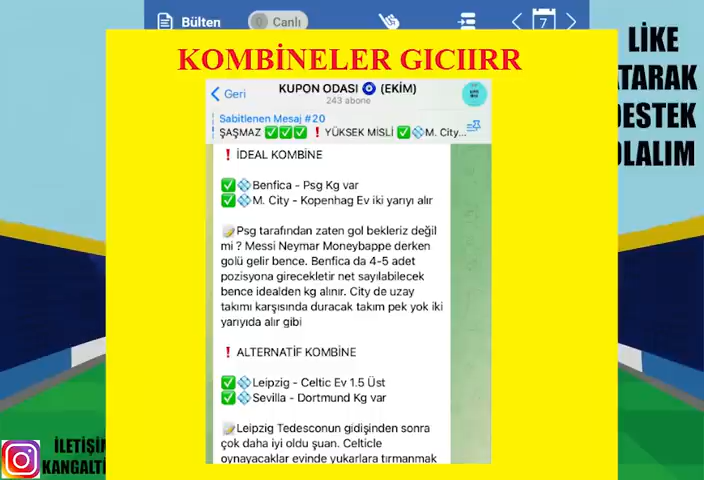 Bülten
0 Canlı
7
LİKE
ATARAK
DESTEK
OLALIM
KOMBİNELER GICIIRR
Geri
KUPON ODASI 🧿 (EKİM)
243 abone
Sabitlenen Mesaj #20
ŞAŞMAZ ✅✅✅ ❗YÜKSEK MİSLİ ✅💠M. City...
❗ İDEAL KOMBİNE
✅💠Benfica - Psg Kg var
✅💠M. City - Kopenhag Ev iki yarıyı alır
📝Psg tarafından zaten gol bekleriz değil
mi ? Messi Neymar Moneybappe derken
golü gelir bence. Benfica da 4-5 adet
pozisyona girecekletir net sayılabilecek
bence idealden kg alınır. City de uzay
takımı karşısında duracak takım pek yok iki
yarıyıda alır gibi
❗ ALTERNATİF KOMBİNE
✅💠Leipzig - Celtic Ev 1.5 Üst
✅💠Sevilla - Dortmund Kg var
📝Leipzig Tedesconun gidişinden sonra
çok daha iyi oldu şuan. Celticle
oynayacaklar evinde yukarlara tırmanmak
İLETİŞİM
KANGALTİ